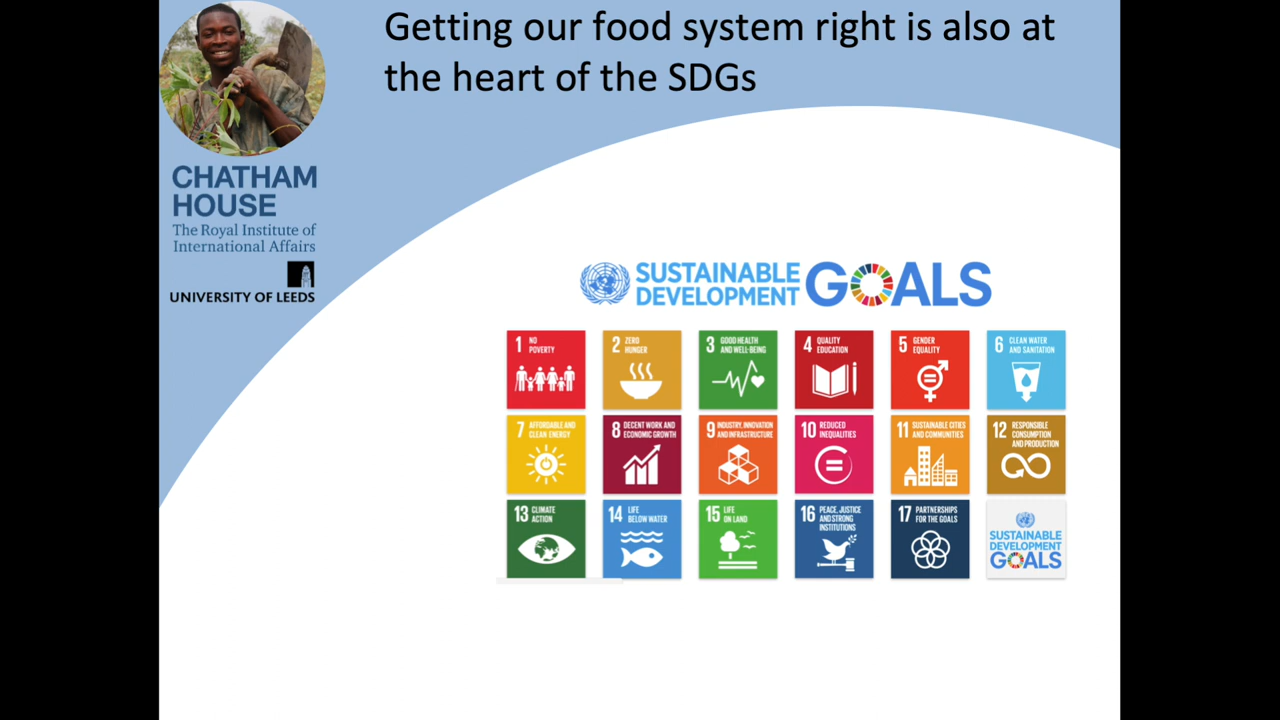 Getting our food system right is also at
the heart of the SDGs
CHATHAM
HOUSE
The Royal Institute of
International Affairs
UNIVERSITY OF LEEDS
SUSTAINABLE
DEVELOPMENT
GOALS
1 NO
POVERTY
2 ZERO
HUNGER
3 GOOD HEALTH
AND WELL-BEING
4 QUALITY
EDUCATION
5 GENDER
EQUALITY
6 CLEAN WATER
AND SANITATION
7 AFFORDABLE AND
CLEAN ENERGY
8 DECENT WORK AND
ECONOMIC GROWTH
9 INDUSTRY, INNOVATION
AND INFRASTRUCTURE
10 REDUCED
INEQUALITIES
11 SUSTAINABLE CITIES
AND COMMUNITIES
12 RESPONSIBLE
CONSUMPTION
AND PRODUCTION
13 CLIMATE
ACTION
14 LIFE
BELOW WATER
15 LIFE
ON LAND
16 PEACE, JUSTICE
AND STRONG
INSTITUTIONS
17 PARTNERSHIPS
FOR THE GOALS
SUSTAINABLE
DEVELOPMENT
GOALS